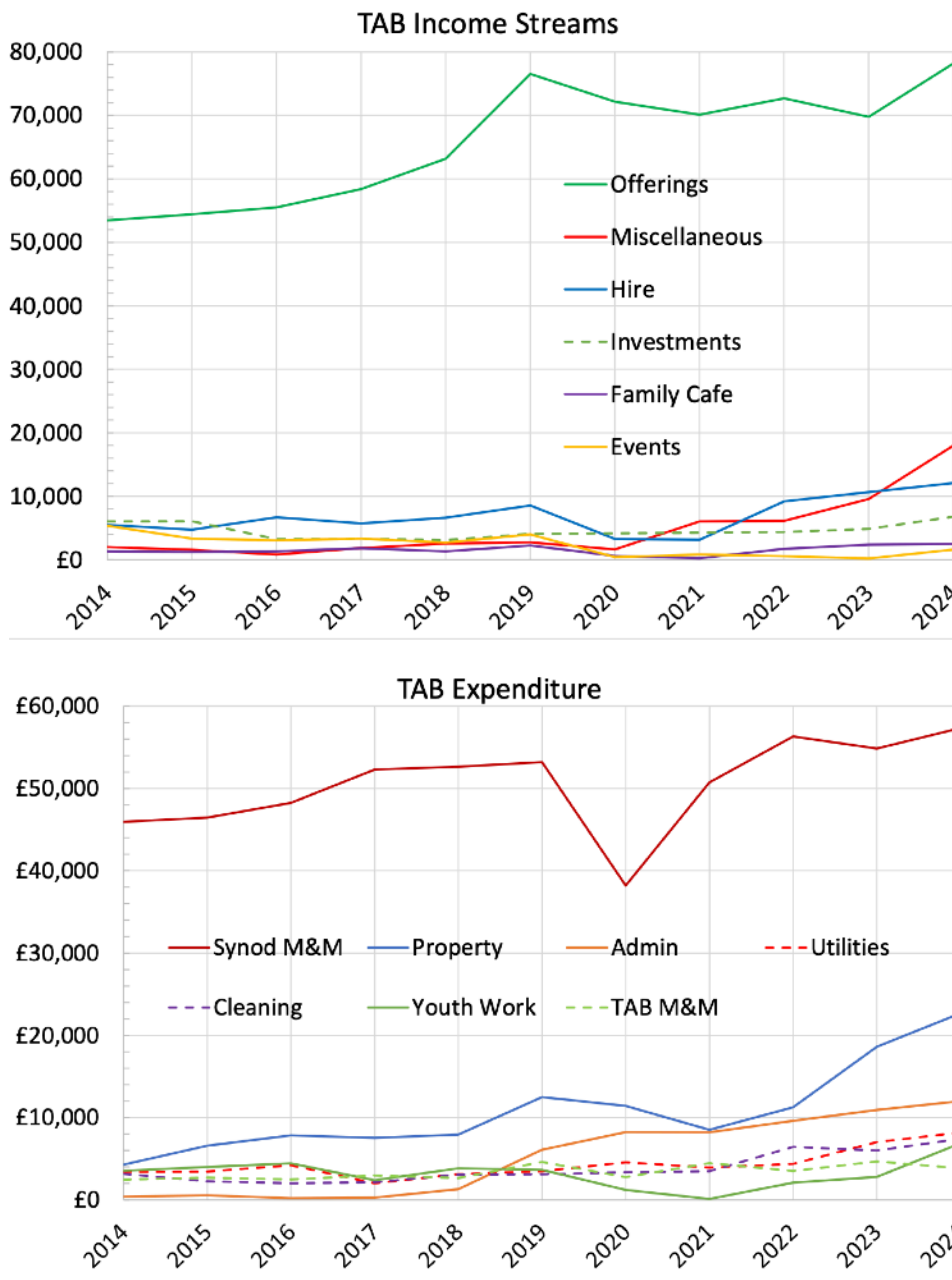 TAB Income Streams
80,000
70,000
60,000
50,000
40,000
30,000
20,000
10,000
£0
Offerings
Miscellaneous
Hire
Investments
Family Cafe
Events
2014 2015 2016 2017 2018 2019 2020 2021 2022 2023 2024
TAB Expenditure
£60,000
£50,000
£40,000
£30,000
£20,000
£10,000
£0
Synod M&M Property Admin Utilities
Cleaning Youth Work TAB M&M
2014 2015 2016 2017 2018 2019 2020 2021 2022 2023 2024